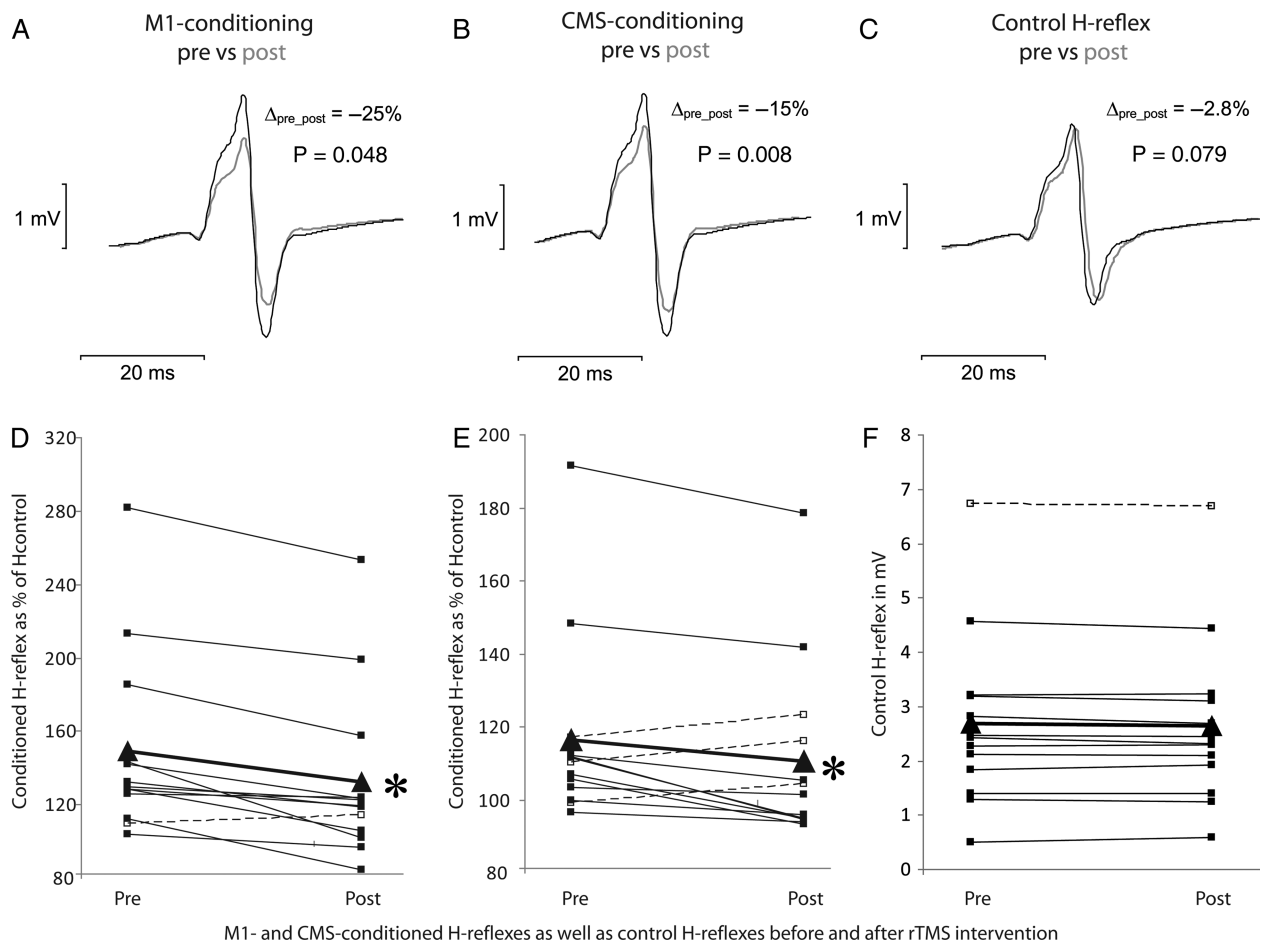 A
M1-conditioning
pre vs post
Δpre_post = –25%
P = 0.048
1 mV
20 ms
B
CMS-conditioning
pre vs post
Δpre_post = –15%
P = 0.008
1 mV
20 ms
C
Control H-reflex
pre vs post
Δpre_post = –2.8%
P = 0.079
1 mV
20 ms
D
Conditioned H-reflex as % of Hcontrol
320
280
240
200
160
120
80
*
Pre
Post
E
Conditioned H-reflex as % of Hcontrol
200
180
160
140
120
100
80
*
Pre
Post
F
Control H-reflex in mV
8
7
6
5
4
3
2
1
0
Pre
Post
M1- and CMS-conditioned H-reflexes as well as control H-reflexes before and after rTMS intervention